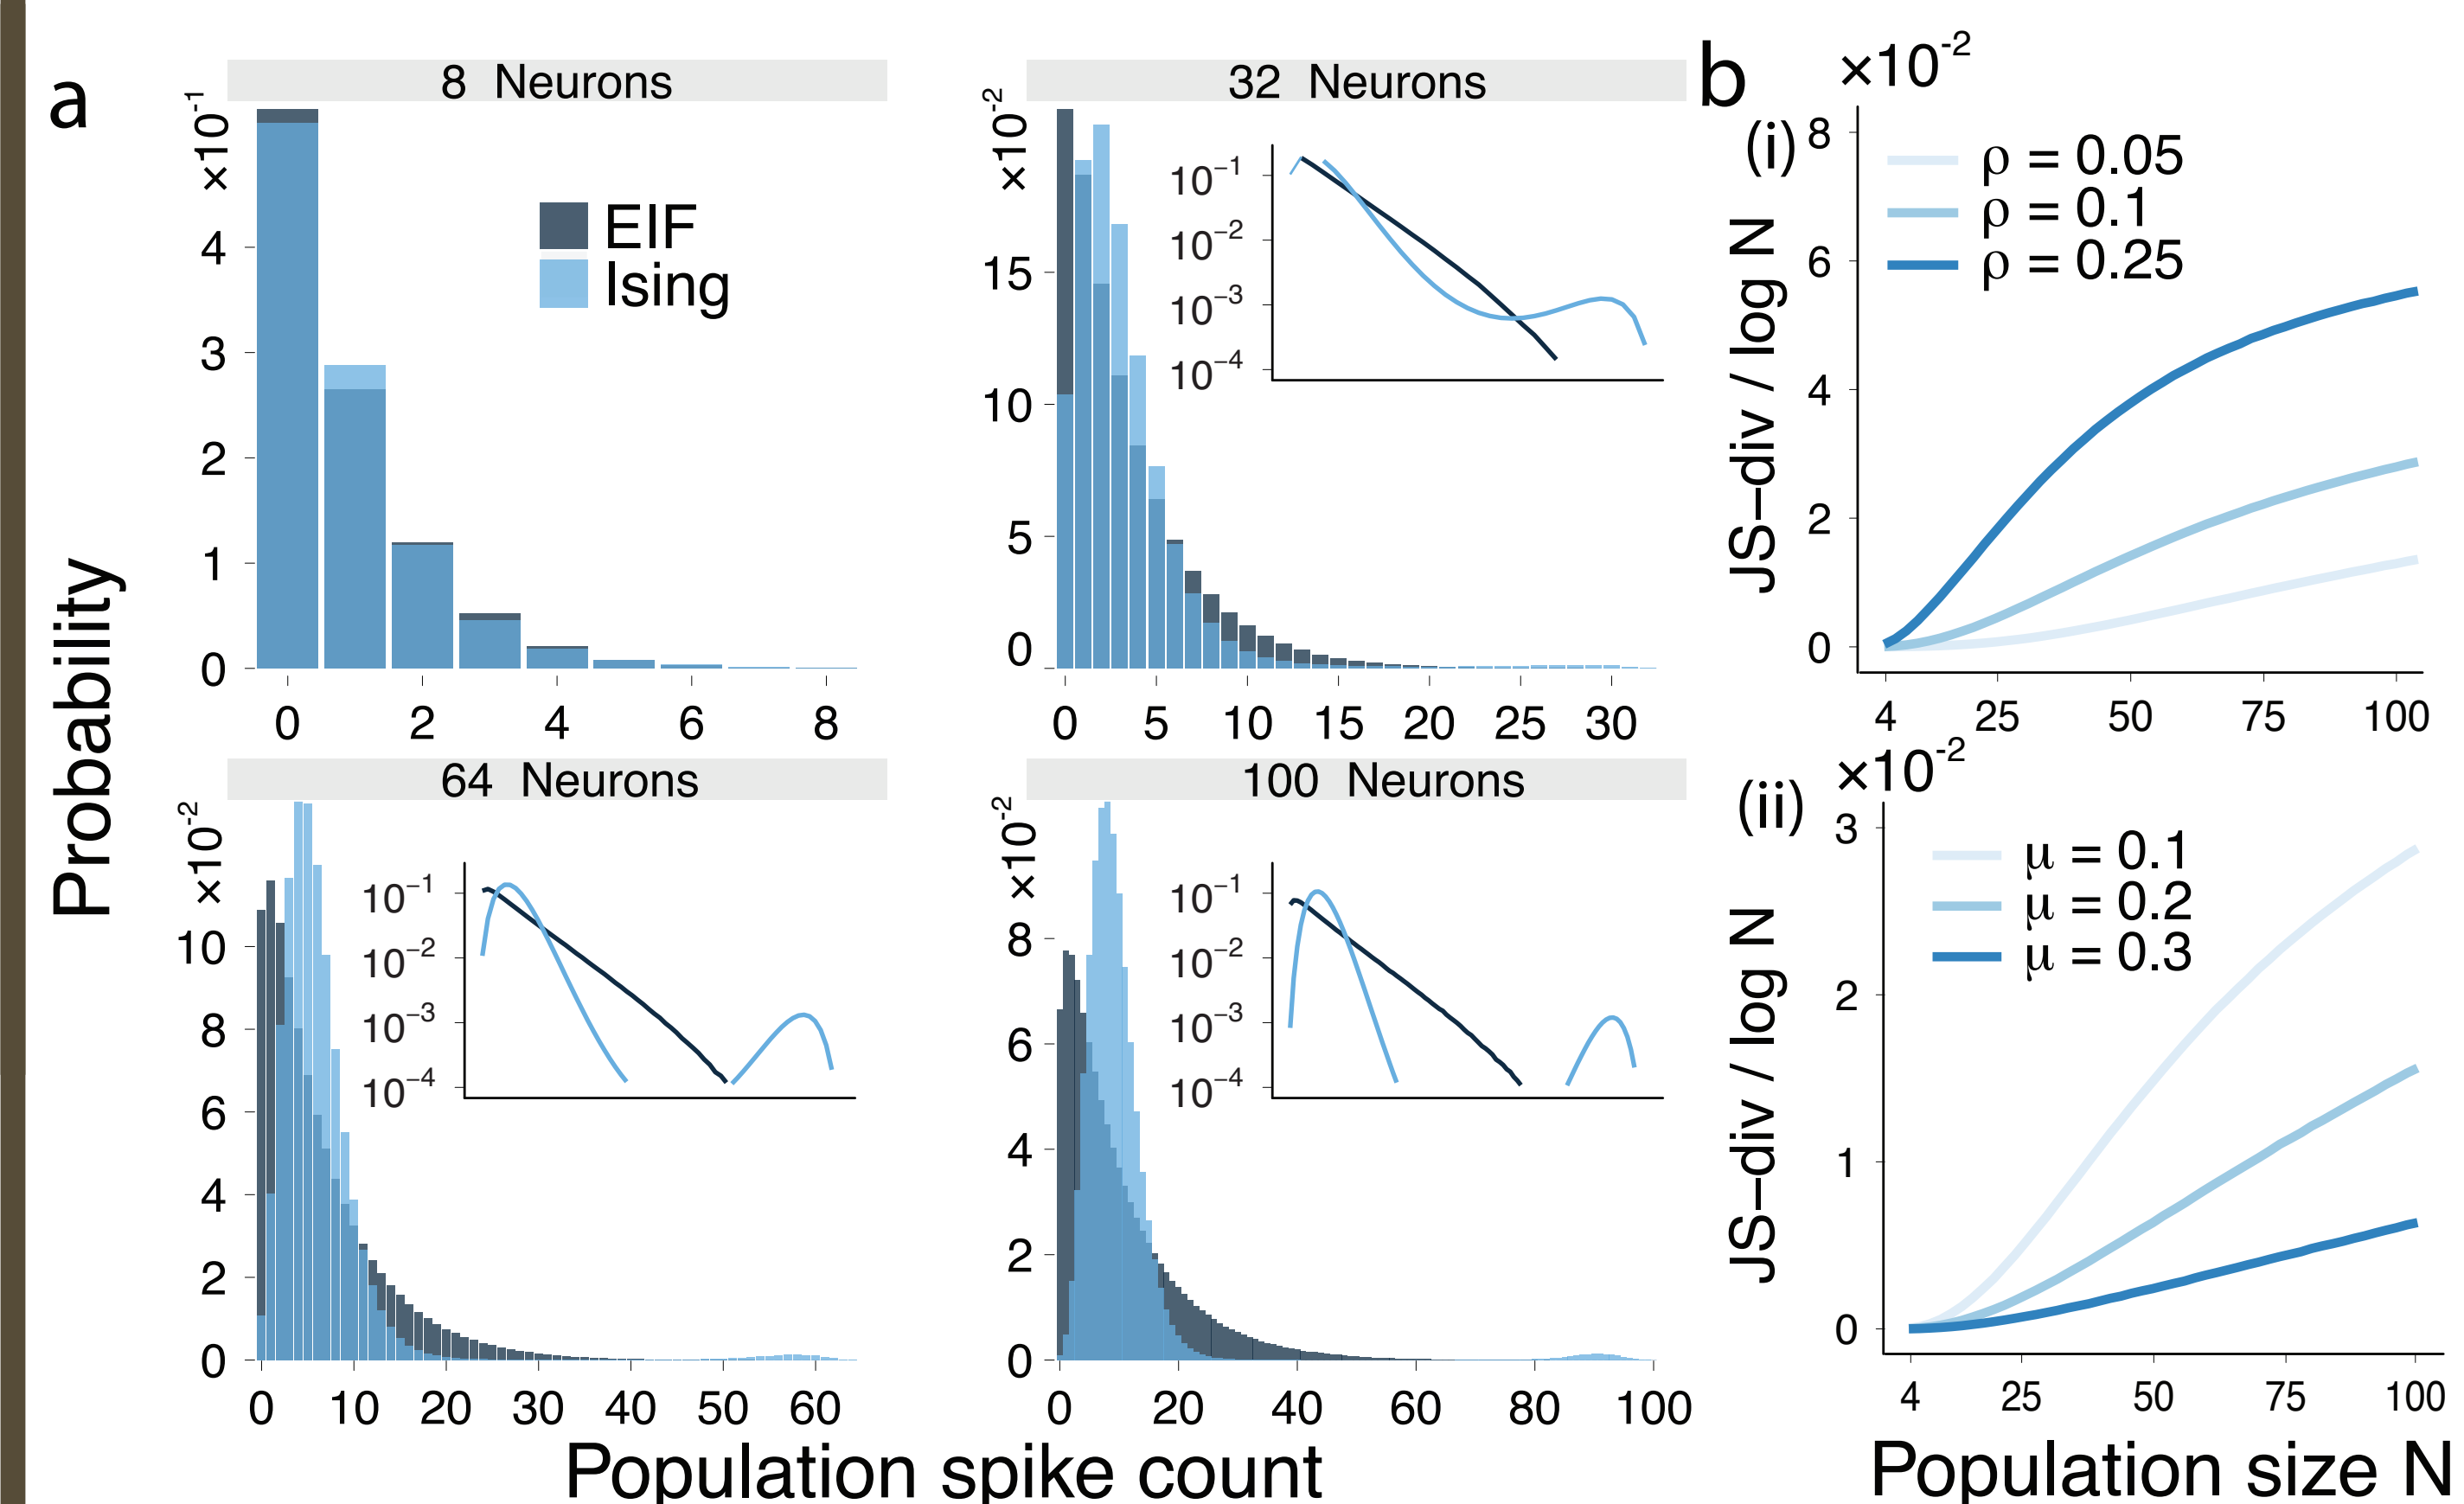 a
8 Neurons
×10-1
4
3
2
1
0
EIF
Ising
0 2 4 6 8
32 Neurons
×10-2
15
10
5
0
10−1
10−2
10−3
10−4
0 5 10 15 20 25 30
64 Neurons
×10-2
10
8
6
4
2
0
10−1
10−2
10−3
10−4
0 10 20 30 40 50 60
100 Neurons
×10-2
8
6
4
2
0
10−1
10−2
10−3
10−4
0 20 40 60 80 100
Probability
Population spike count
b
(i)
×10-2
8
6
4
2
0
ρ = 0.05
ρ = 0.1
ρ = 0.25
JS−div / log N
4 25 50 75 100
(ii)
×10-2
3
2
1
0
μ = 0.1
μ = 0.2
μ = 0.3
JS−div / log N
4 25 50 75 100
Population size N